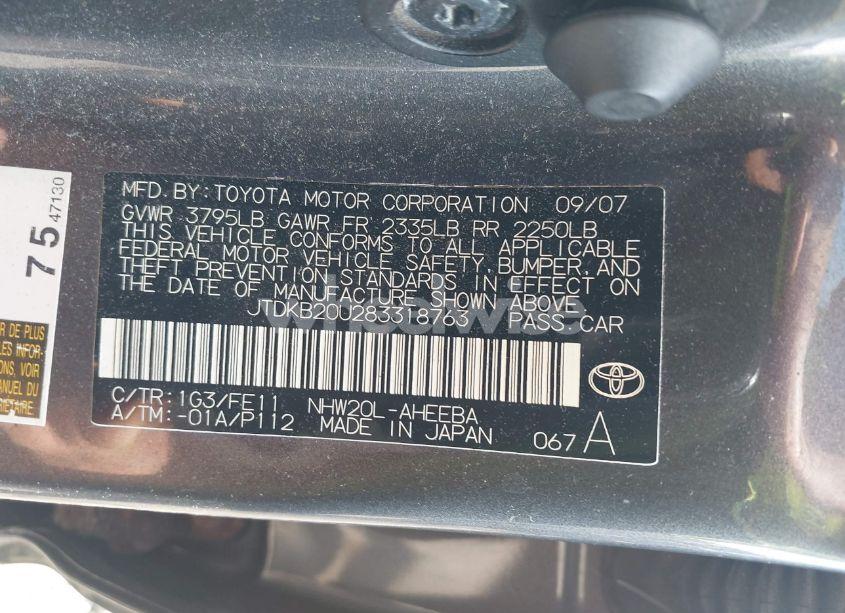 MFD. BY: TOYOTA MOTOR CORPORATION 09/07
GVWR 3795LB GAWR FR 2335LB RR 2250LB
THIS VEHICLE CONFORMS TO ALL APPLICABLE
FEDERAL MOTOR VEHICLE SAFETY, BUMPER, AND
THEFT PREVENTION STANDARDS IN EFFECT ON
THE DATE OF MANUFACTURE SHOWN ABOVE.
JTDKB20U283318763 PASS.CAR
C/TR: 1G3/FE11 NHW20L-AHEEBA
A/TM: -01A/P112 MADE IN JAPAN 067 A
75
47130
R DE PLUS
LES INFOR-
ONS, VOIR
ANUEL DU
RIÉTAIRE.